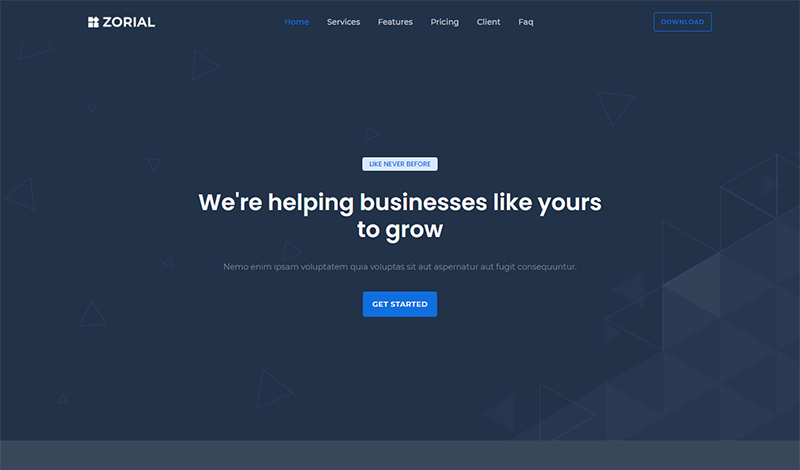 ZORIAL
Home Services Features Pricing Client Faq
DOWNLOAD
LIKE NEVER BEFORE
We're helping businesses like yours
to grow
Nemo enim ipsam voluptatem quia voluptas sit aut aspernatur aut fugit consequuntur.
GET STARTED